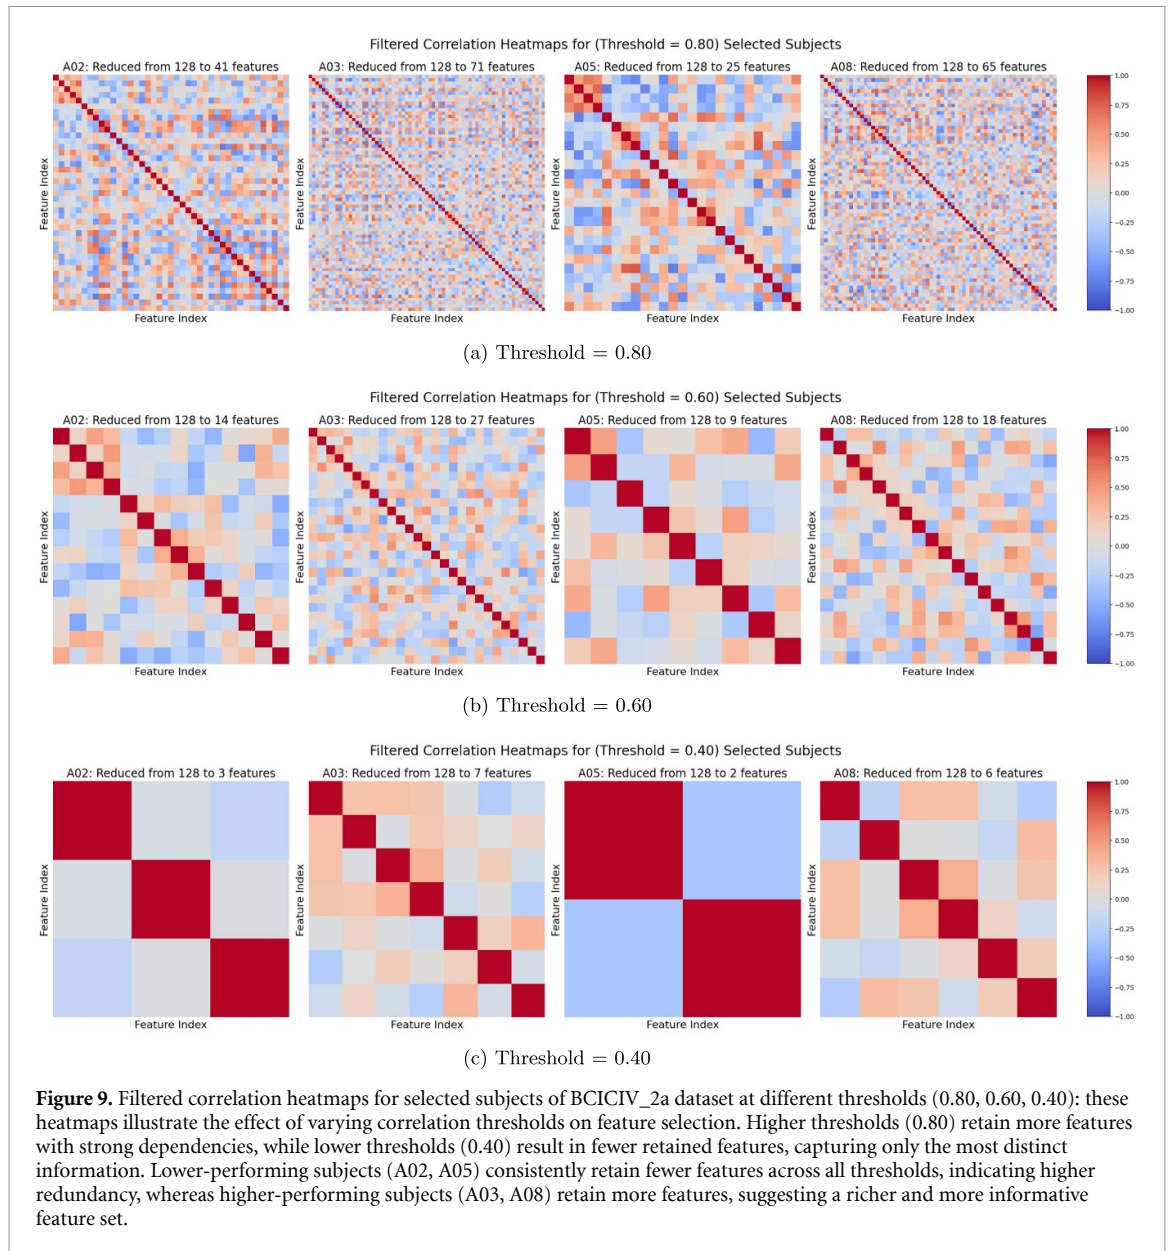 Filtered Correlation Heatmaps for (Threshold = 0.80) Selected Subjects
A02: Reduced from 128 to 41 features
A03: Reduced from 128 to 71 features
A05: Reduced from 128 to 25 features
A08: Reduced from 128 to 65 features
Feature Index
Feature Index
Feature Index
Feature Index
1.00
0.75
0.50
0.25
0.00
−0.25
−0.50
−0.75
−1.00
Feature Index
Feature Index
Feature Index
Feature Index
(a) Threshold = 0.80
Filtered Correlation Heatmaps for (Threshold = 0.60) Selected Subjects
A02: Reduced from 128 to 14 features
A03: Reduced from 128 to 27 features
A05: Reduced from 128 to 9 features
A08: Reduced from 128 to 18 features
Feature Index
Feature Index
Feature Index
Feature Index
1.00
0.75
0.50
0.25
0.00
−0.25
−0.50
−0.75
−1.00
Feature Index
Feature Index
Feature Index
Feature Index
(b) Threshold = 0.60
Filtered Correlation Heatmaps for (Threshold = 0.40) Selected Subjects
A02: Reduced from 128 to 3 features
A03: Reduced from 128 to 7 features
A05: Reduced from 128 to 2 features
A08: Reduced from 128 to 6 features
Feature Index
Feature Index
Feature Index
Feature Index
1.00
0.75
0.50
0.25
0.00
−0.25
−0.50
−0.75
−1.00
Feature Index
Feature Index
Feature Index
Feature Index
(c) Threshold = 0.40
Figure 9. Filtered correlation heatmaps for selected subjects of BCICIV_2a dataset at different thresholds (0.80, 0.60, 0.40): these
heatmaps illustrate the effect of varying correlation thresholds on feature selection. Higher thresholds (0.80) retain more features
with strong dependencies, while lower thresholds (0.40) result in fewer retained features, capturing only the most distinct
information. Lower-performing subjects (A02, A05) consistently retain fewer features across all thresholds, indicating higher
redundancy, whereas higher-performing subjects (A03, A08) retain more features, suggesting a richer and more informative
feature set.